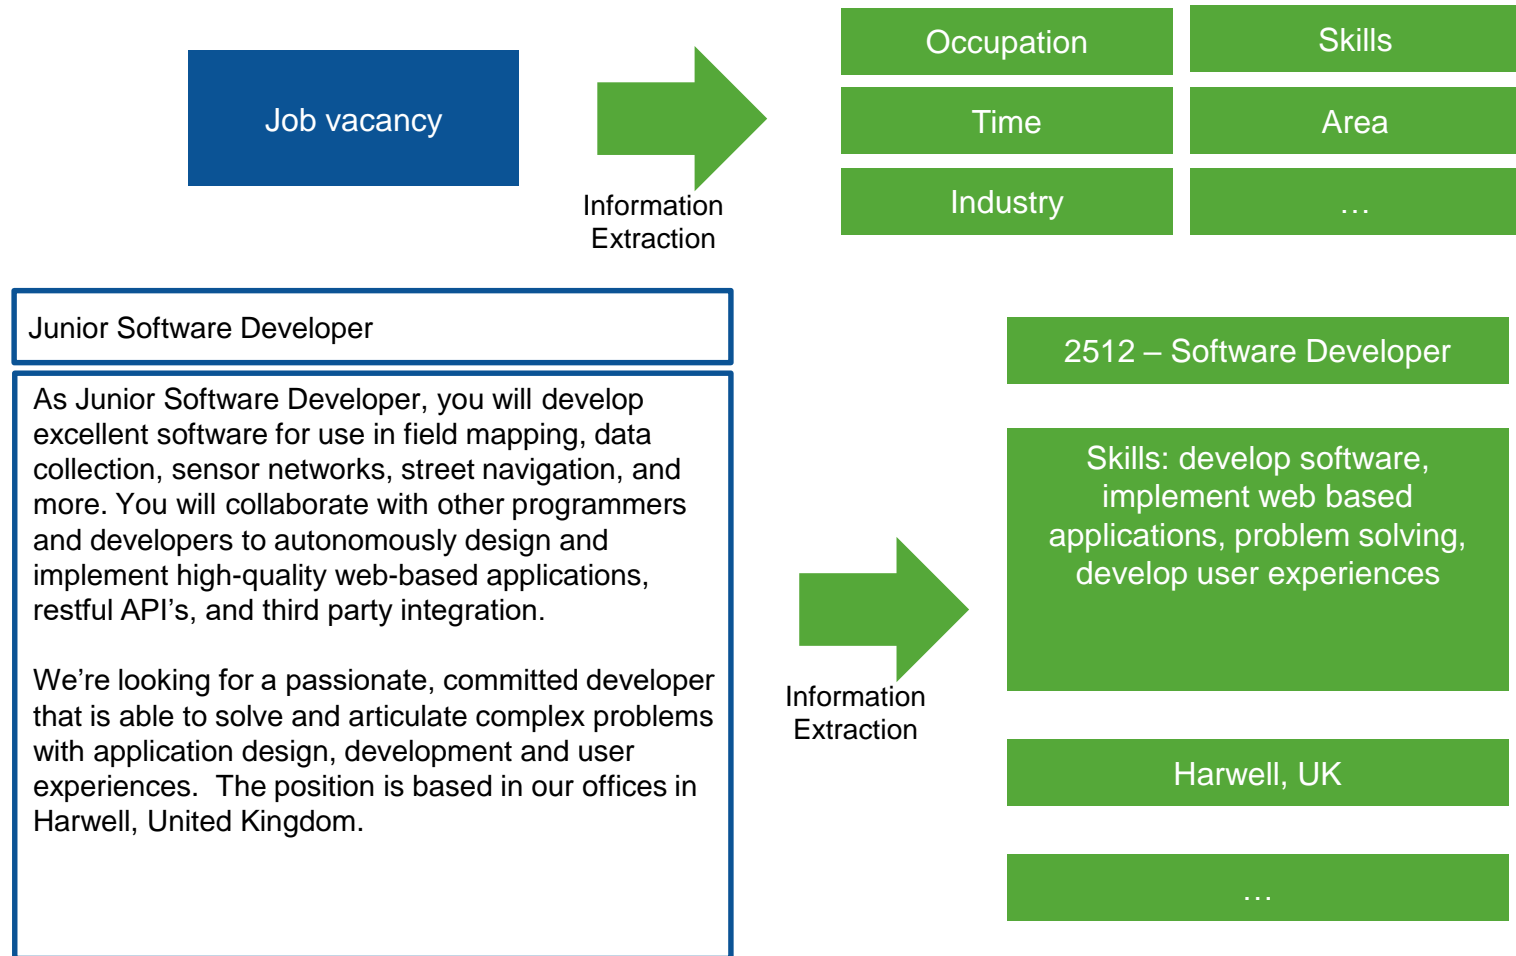 Job vacancy
Information
Extraction
Occupation
Skills
Time
Area
Industry
…
Junior Software Developer
As Junior Software Developer, you will develop
excellent software for use in field mapping, data
collection, sensor networks, street navigation, and
more. You will collaborate with other programmers
and developers to autonomously design and
implement high-quality web-based applications,
restful API’s, and third party integration.
We’re looking for a passionate, committed developer
that is able to solve and articulate complex problems
with application design, development and user
experiences.  The position is based in our offices in
Harwell, United Kingdom.
Information
Extraction
2512 – Software Developer
Skills: develop software,
implement web based
applications, problem solving,
develop user experiences
Harwell, UK
…